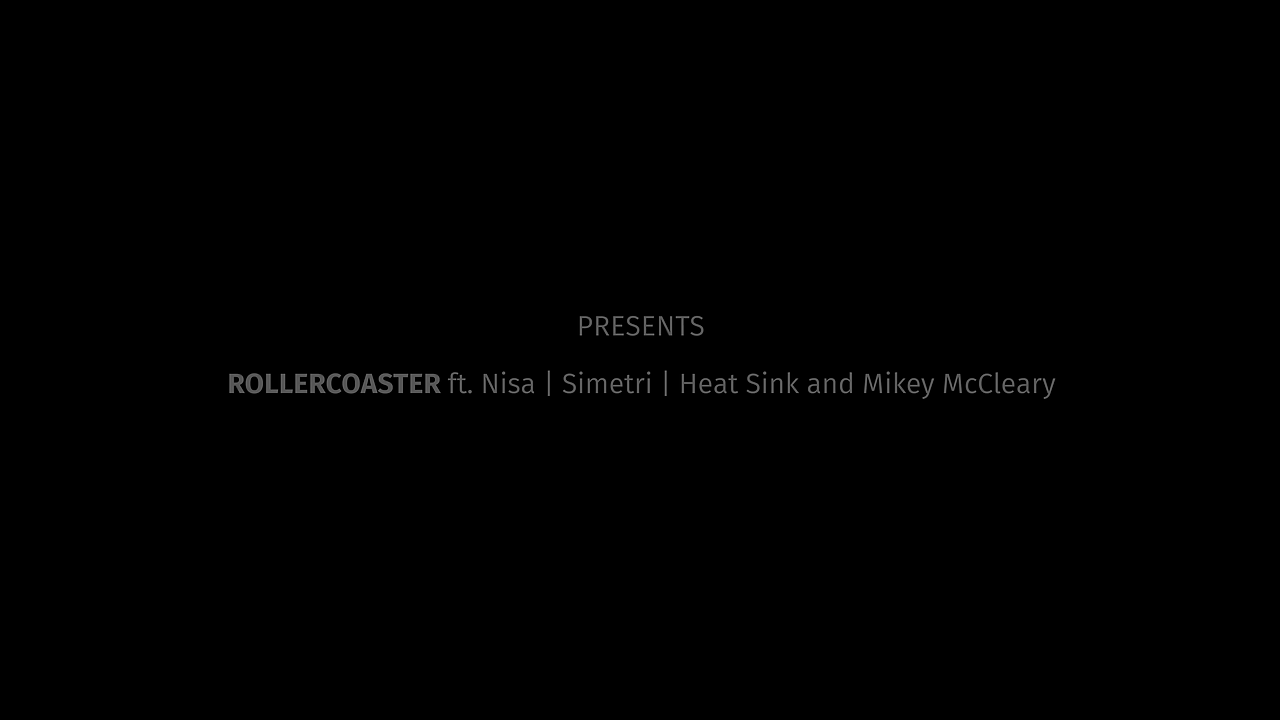 PRESENTS
ROLLERCOASTER ft. Nisa | Simetri | Heat Sink and Mikey McCleary